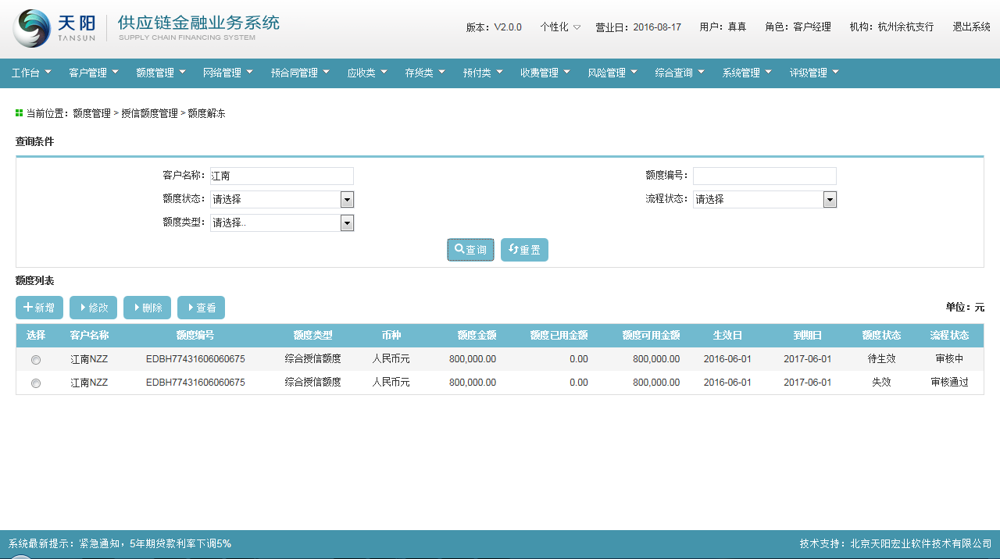 天阳 TANSUN 供应链金融业务系统 SUPPLY CHAIN FINANCING SYSTEM
版本：V2.0.0 个性化 营业日：2016-08-17 用户：真真 角色：客户经理 机构：杭州余杭支行 退出系统
工作台 客户管理 额度管理 网络管理 预合同管理 应收类 存货类 预付类 收费管理 风险管理 综合查询 系统管理 评级管理
当前位置：额度管理 > 授信额度管理 > 额度解冻
查询条件
客户名称：江南 额度编号：
额度状态：请选择 流程状态：请选择
额度类型：请选择..
查询 重置
额度列表
新增 修改 删除 查看 单位：元
选择 客户名称 额度编号 额度类型 币种 额度金额 额度已用金额 额度可用金额 生效日 到期日 额度状态 流程状态
江南NZZ EDBH77431606060675 综合授信额度 人民币元 800,000.00 0.00 800,000.00 2016-06-01 2017-06-01 待生效 审核中
江南NZZ EDBH77431606060675 综合授信额度 人民币元 800,000.00 0.00 800,000.00 2016-06-01 2017-06-01 失效 审核通过
系统最新提示：紧急通知，5年期贷款利率下调5% 技术支持：北京天阳宏业软件技术有限公司